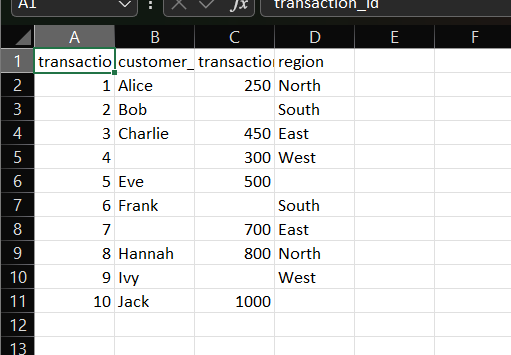 A1 fx transaction_id
A B C D E F
1 transactio customer_ transaction region
2 1 Alice 250 North
3 2 Bob South
4 3 Charlie 450 East
5 4 300 West
6 5 Eve 500
7 6 Frank South
8 7 700 East
9 8 Hannah 800 North
10 9 Ivy West
11 10 Jack 1000
12
13